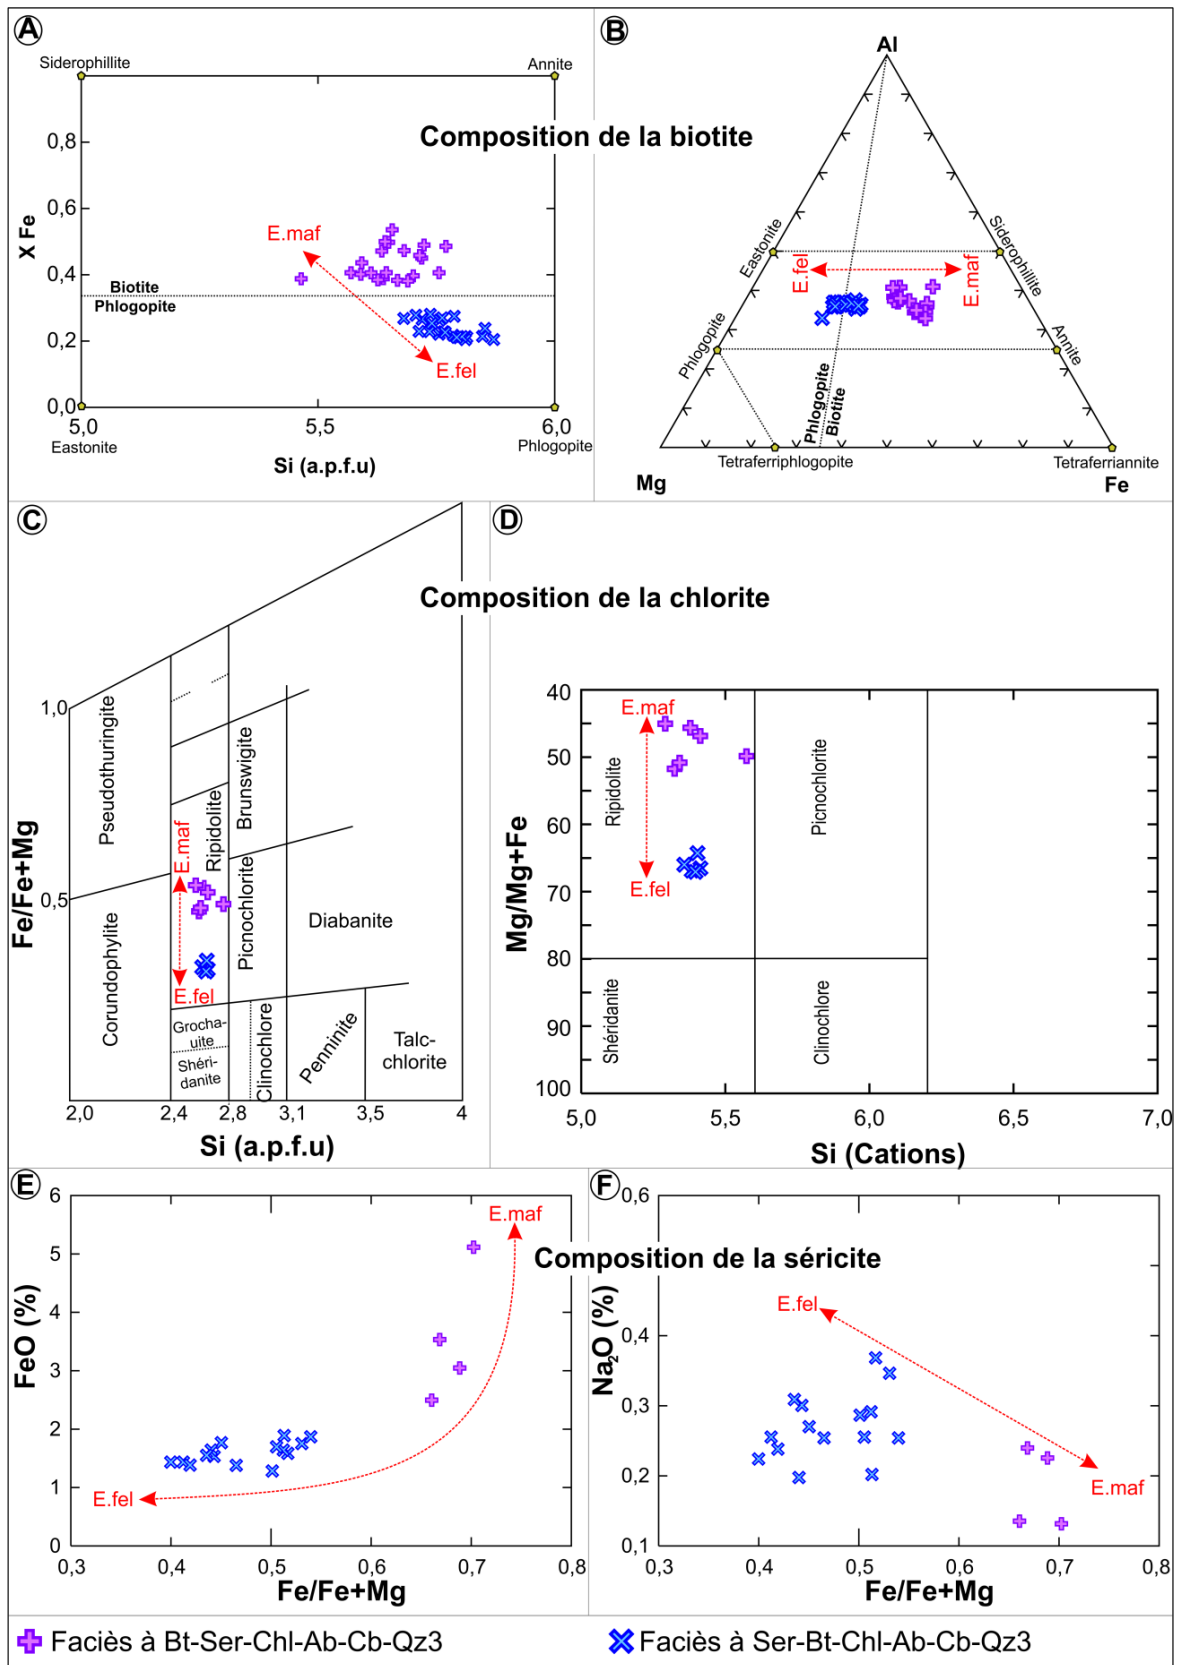 A
Siderophillite
Annite
0,8
0,6
0,4
0,2
0,0
X Fe
E.maf
Biotite
Phlogopite
E.fel
5,0
5,5
6,0
Eastonite
Phlogopite
Si (a.p.f.u)
Composition de la biotite
B
Al
Eastonite
Siderophillite
E.fel
E.maf
Phlogopite
Annite
Phlogopite
Biotite
Tetraferriphlogopite
Tetraferriannite
Mg
Fe
C
Composition de la chlorite
1,0
0,5
Fe/Fe+Mg
Pseudothuringite
Corundophylite
Ripidolite
Brunswigite
Picnochlorite
Diabanite
E.maf
E.fel
Grocha-
uite
Shéri-
danite
Clinochlore
Penninite
Talc-
chlorite
2,0
2,4
2,8
3,1
3,5
4
Si (a.p.f.u)
D
40
50
60
70
80
90
100
Mg/Mg+Fe
E.maf
E.fel
Ripidolite
Picnochlorite
Shéridanite
Clinochlore
5,0
5,5
6,0
6,5
7,0
Si (Cations)
E
6
5
4
3
2
1
0
FeO (%)
E.maf
E.fel
0,3
0,4
0,5
0,6
0,7
0,8
Fe/Fe+Mg
Composition de la séricite
F
0,6
0,4
0,3
0,2
0,1
Na2O (%)
E.fel
E.maf
0,3
0,4
0,5
0,6
0,7
0,8
Fe/Fe+Mg
Faciès à Bt-Ser-Chl-Ab-Cb-Qz3
Faciès à Ser-Bt-Chl-Ab-Cb-Qz3